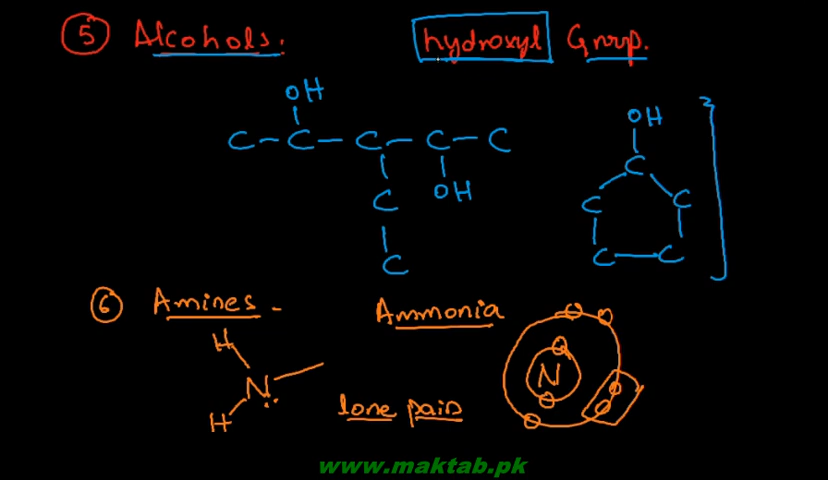 5 Alcohols. hydroxyl Group.
OH
C - C - C - C - C
OH
C
C
OH
C
C C
C C
6 Amines - Ammonia
H
N
H
lone pair
N
www.maktab.pk